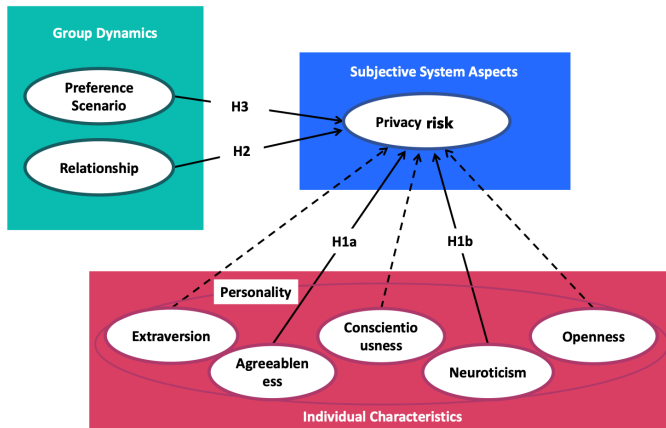 Group Dynamics
Preference
Scenario
Relationship
H3
H2
Subjective System Aspects
Privacy risk
H1a
H1b
Personality
Extraversion
Agreeablen
ess
Conscientio
usness
Neuroticism
Openness
Individual Characteristics